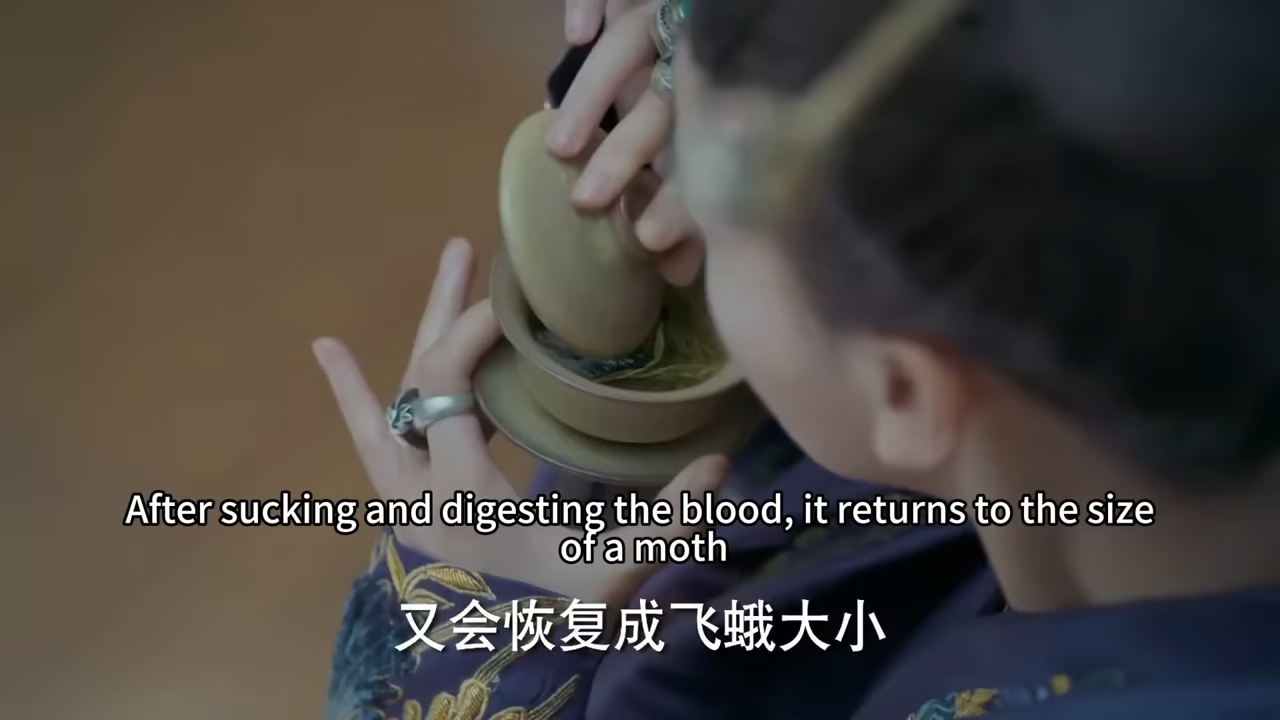 After sucking and digesting the blood, it returns to the size
of a moth
又会恢复成飞蛾大小